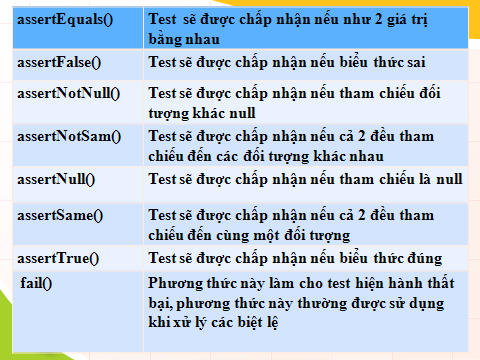 assertEquals() Test sẽ được chấp nhận nếu như 2 giá trị
bằng nhau
assertFalse() Test sẽ được chấp nhận nếu biểu thức sai
assertNotNull() Test sẽ được chấp nhận nếu tham chiếu đối
tượng khác null
assertNotSam() Test sẽ được chấp nhận nếu cả 2 đều tham
chiếu đến các đối tượng khác nhau
assertNull() Test sẽ được chấp nhận nếu tham chiếu là null
assertSame() Test sẽ được chấp nhận nếu cả 2 đều tham
chiếu đến cùng một đối tượng
assertTrue() Test sẽ được chấp nhận nếu biểu thức đúng
fail() Phương thức này làm cho test hiện hành thất
bại, phương thức này thường được sử dụng
khi xử lý các biệt lệ